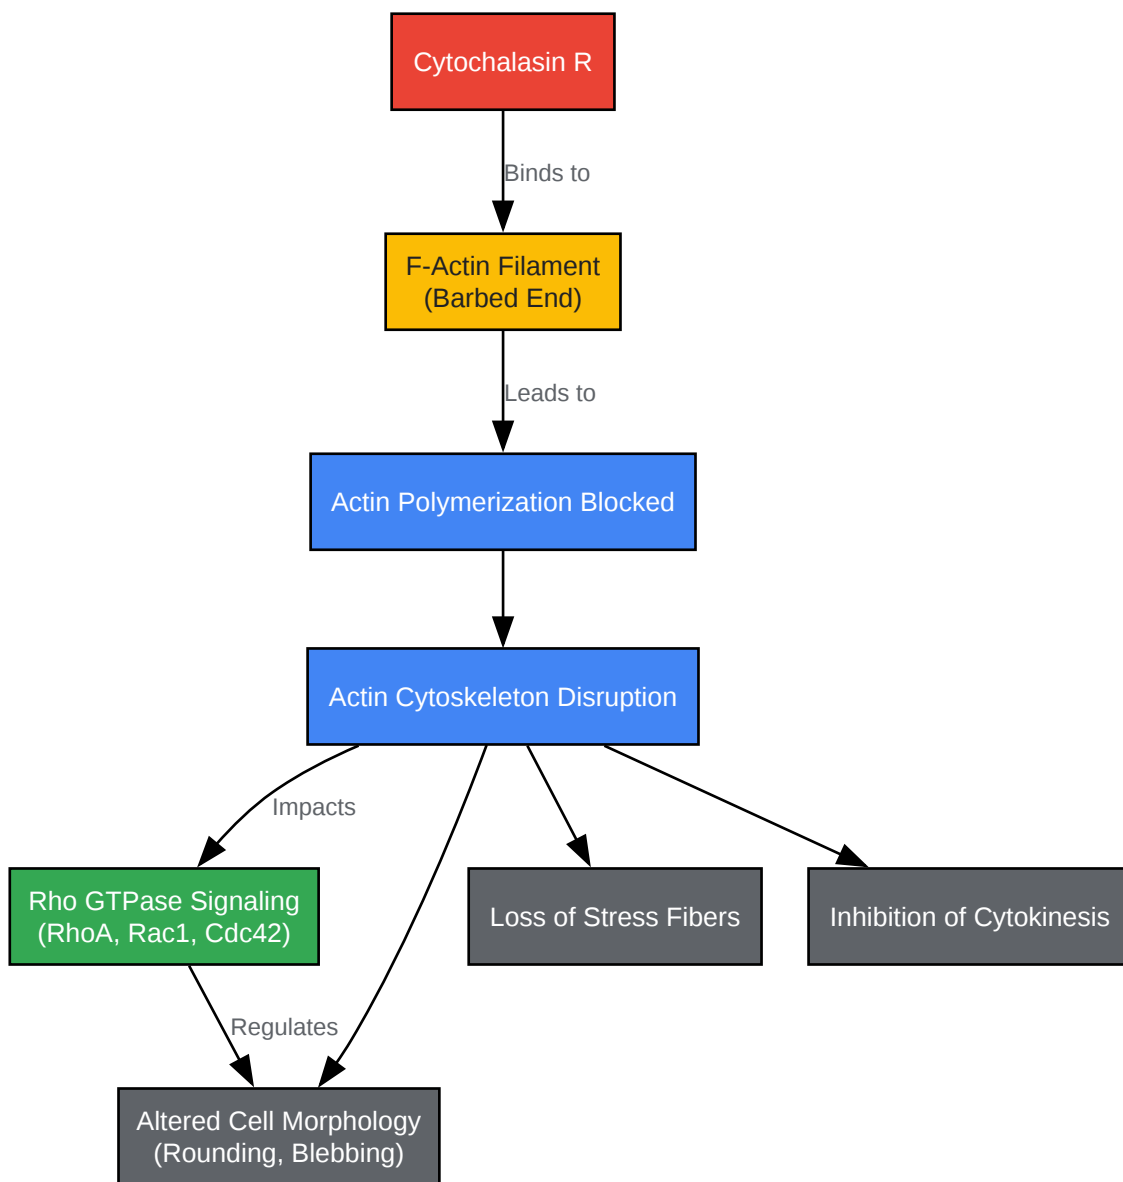 Cytochalasin R
Binds to
F-Actin Filament
(Barbed End)
Leads to
Actin Polymerization Blocked
Actin Cytoskeleton Disruption
Impacts
Rho GTPase Signaling
(RhoA, Rac1, Cdc42)
Loss of Stress Fibers
Inhibition of Cytokinesis
Regulates
Altered Cell Morphology
(Rounding, Blebbing)